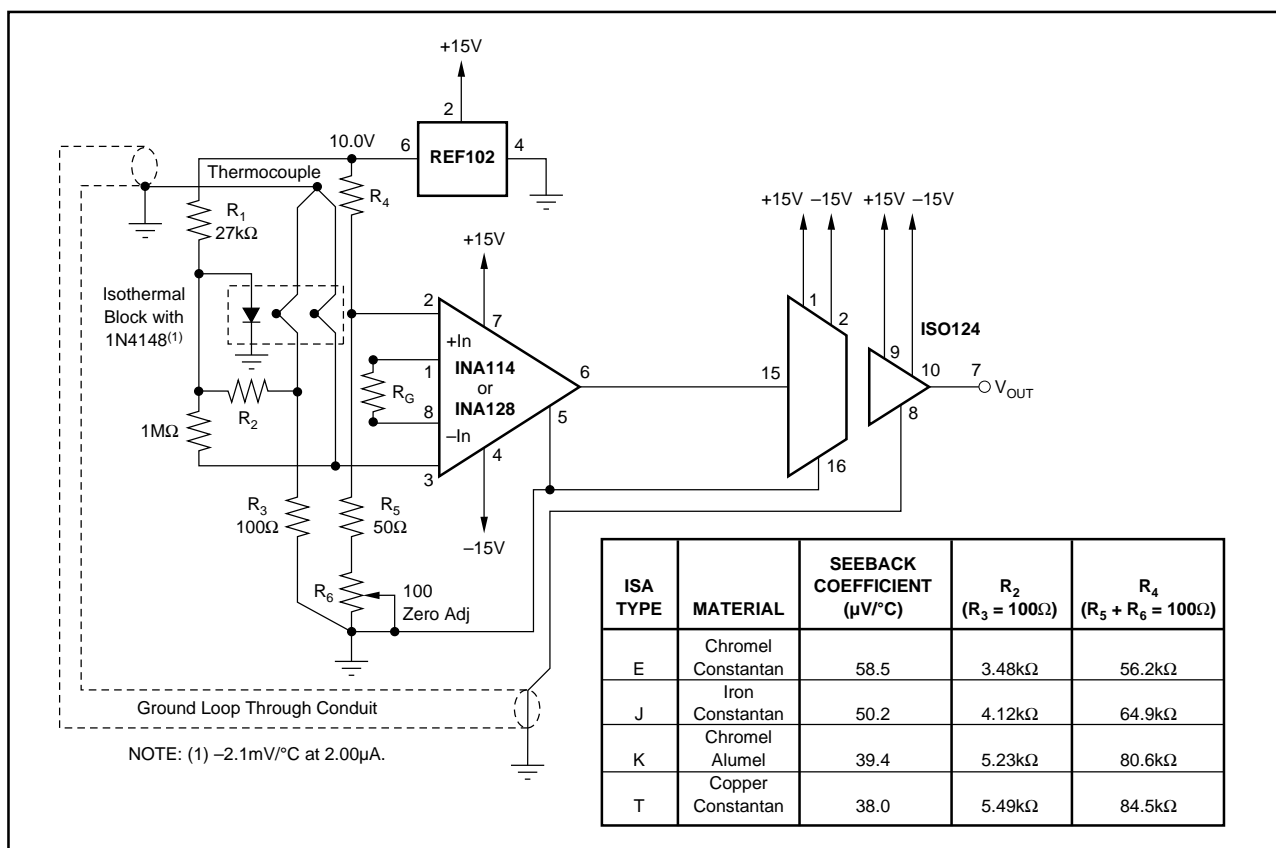 +15V
2
10.0V
6
REF102
4
Thermocouple
R4
R1
27kΩ
+15V
+15V –15V
+15V –15V
Isothermal
Block with
1N4148(1)
2
7
1
2
ISO124
+In
1
INA114
or
INA128
RG
8
–In
6
5
15
9
10
7
VOUT
8
R2
1MΩ
4
3
16
R3
100Ω
R5
50Ω
–15V
R6
100
Zero Adj
Ground Loop Through Conduit
NOTE: (1) –2.1mV/°C at 2.00µA.
ISA TYPE MATERIAL SEEBACK COEFFICIENT (µV/°C) R2 (R3 = 100Ω) R4 (R5 + R6 = 100Ω)
E Chromel Constantan 58.5 3.48kΩ 56.2kΩ
J Iron Constantan 50.2 4.12kΩ 64.9kΩ
K Chromel Alumel 39.4 5.23kΩ 80.6kΩ
T Copper Constantan 38.0 5.49kΩ 84.5kΩ